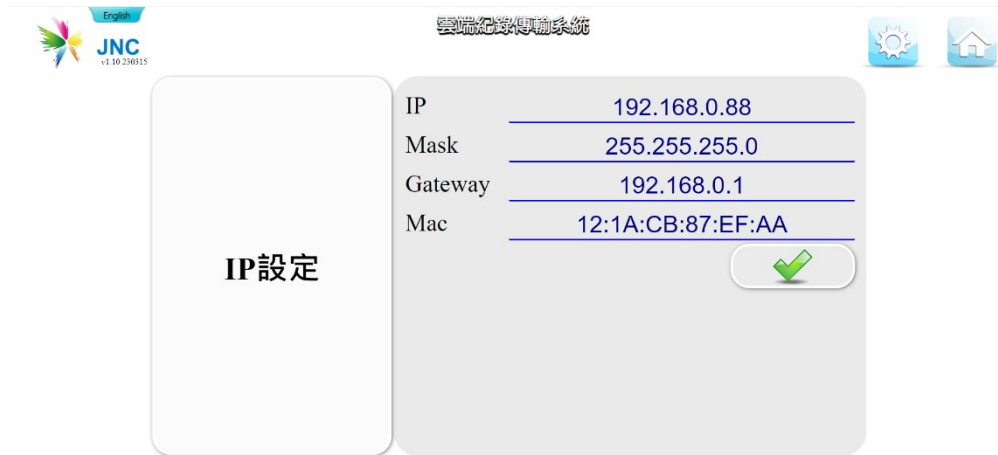 English
雲端紀錄傳輸系統
JNC
v1.10 230315
IP 192.168.0.88
Mask 255.255.255.0
Gateway 192.168.0.1
Mac 12:1A:CB:87:EF:AA
IP設定